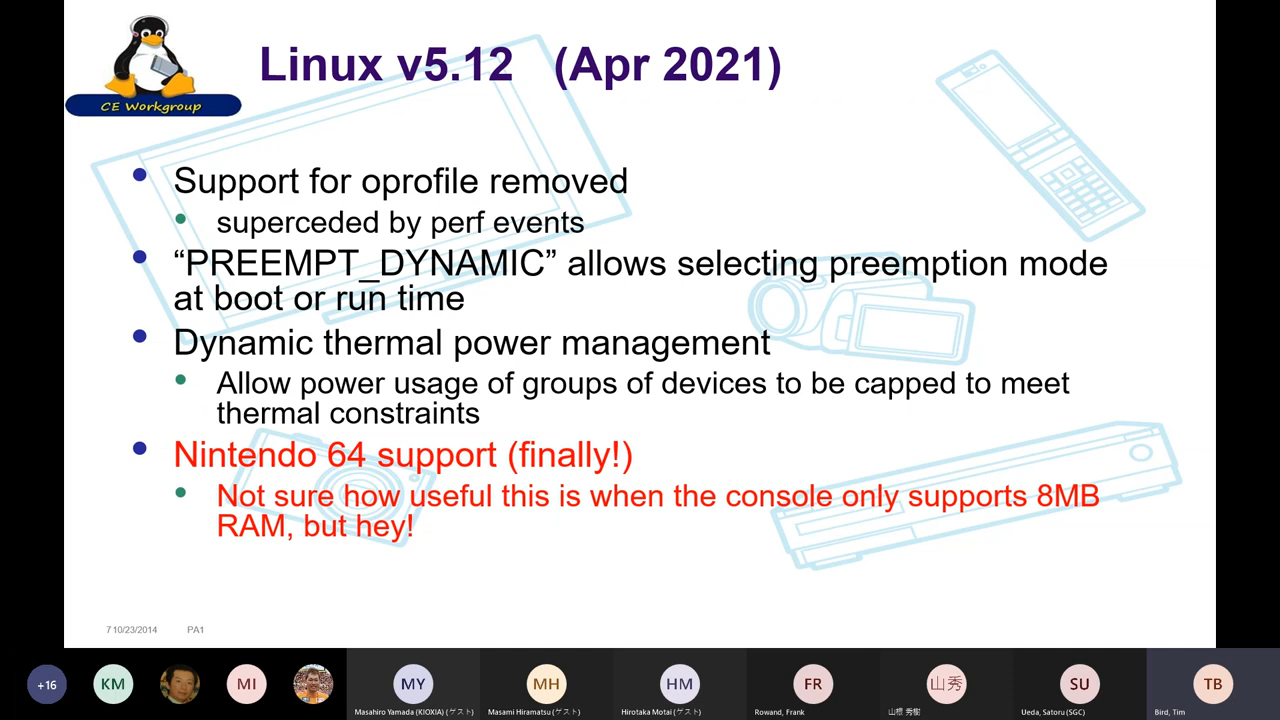 CE Workgroup
Linux v5.12 (Apr 2021)
Support for oprofile removed
superceded by perf events
“PREEMPT_DYNAMIC” allows selecting preemption mode
at boot or run time
Dynamic thermal power management
Allow power usage of groups of devices to be capped to meet
thermal constraints
Nintendo 64 support (finally!)
Not sure how useful this is when the console only supports 8MB
RAM, but hey!
7 10/23/2014 PA1
+16 KM MI MY MH HM FR 山秀 SU TB
Masahiro Yamada (KIOXIA) (ゲスト) Masami Hiramatsu (ゲスト) Hirotaka Motai (ゲスト) Rowand, Frank 山根 秀樹 Ueda, Satoru (SGC) Bird, Tim